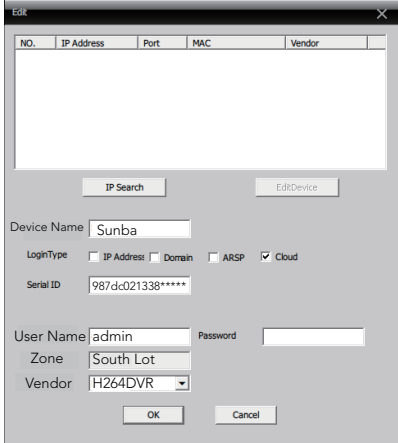 Edit
NO. IP Address Port MAC Vendor
IP Search EditDevice
Device Name Sunba
LoginType IP Address Domain ARSP Cloud
Serial ID 987dc021338*****
User Name admin Password
Zone South Lot
Vendor H264DVR
OK Cancel